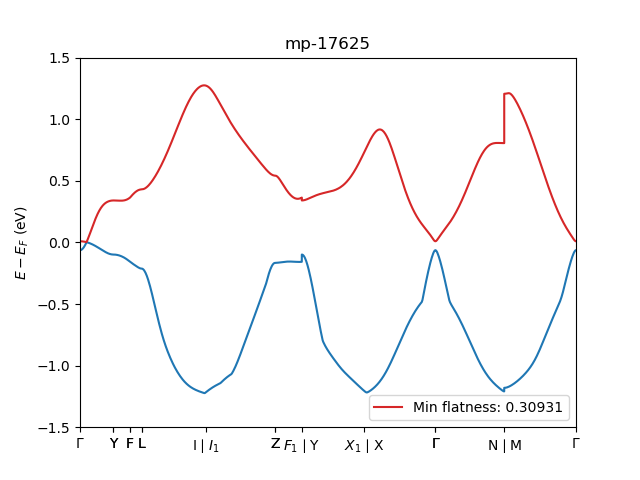 mp-17625
E − E_F (eV)
1.5
1.0
0.5
0.0
−0.5
−1.0
−1.5
Min flatness: 0.30931
Γ Y F L I | I₁ Z F₁ | Y X₁ | X Γ N | M Γ